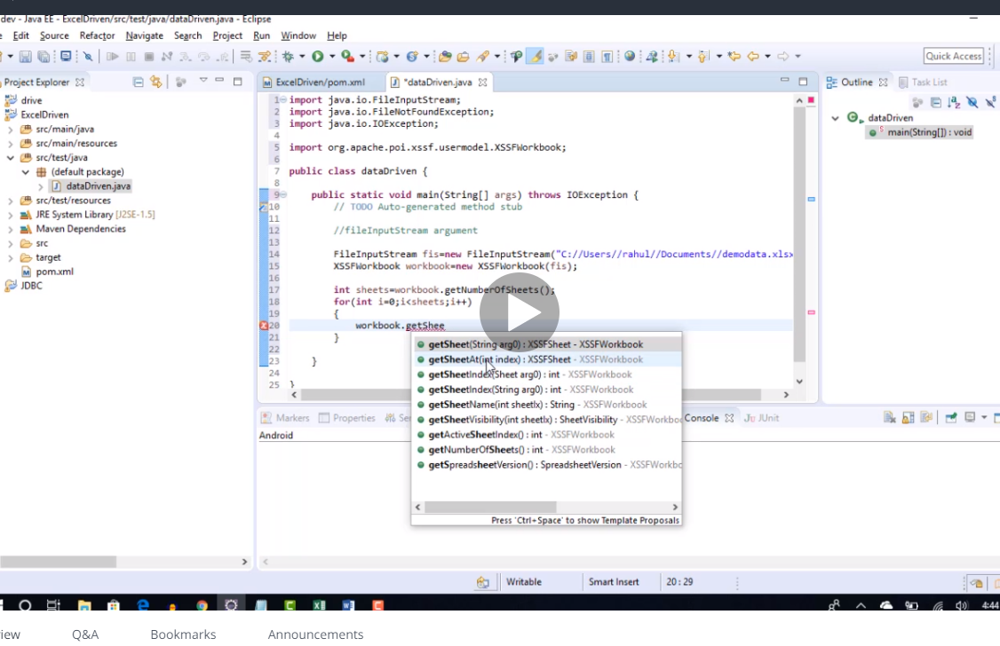 dev - Java EE - ExcelDriven/src/test/java/dataDriven.java - Eclipse
Edit Source Refactor Navigate Search Project Run Window Help
Quick Access
Project Explorer
drive
ExcelDriven
src/main/java
src/main/resources
src/test/java
(default package)
dataDriven.java
src/test/resources
JRE System Library [J2SE-1.5]
Maven Dependencies
src
target
pom.xml
JDBC
ExcelDriven/pom.xml *dataDriven.java
1 import java.io.FileInputStream;
2 import java.io.FileNotFoundException;
3 import java.io.IOException;
4
5 import org.apache.poi.xssf.usermodel.XSSFWorkbook;
6
7 public class dataDriven {
8
9 public static void main(String[] args) throws IOException {
10 // TODO Auto-generated method stub
11
12 //fileInputStream argument
13
14 FileInputStream fis=new FileInputStream("C://Users//rahul//Documents//demodata.xlsx
15 XSSFWorkbook workbook=new XSSFWorkbook(fis);
16
17 int sheets=workbook.getNumberOfSheets();
18 for(int i=0;i<sheets;i++)
19 {
20 workbook.getShee
21 }
22
23 }
24
25 }
getSheet(String arg0) : XSSFSheet - XSSFWorkbook
getSheetAt(int index) : XSSFSheet - XSSFWorkbook
getSheetIndex(Sheet arg0) : int - XSSFWorkbook
getSheetIndex(String arg0) : int - XSSFWorkbook
getSheetName(int sheetIx) : String - XSSFWorkbook
getSheetVisibility(int sheetIx) : SheetVisibility - XSSFWorkbo
getActiveSheetIndex() : int - XSSFWorkbook
getNumberOfSheets() : int - XSSFWorkbook
getSpreadsheetVersion() : SpreadsheetVersion - XSSFWorkbo
Press 'Ctrl+Space' to show Template Proposals
Outline Task List
dataDriven
S main(String[]) : void
Markers Properties Ser Console JUnit
Android
Writable Smart Insert 20 : 29
4:44
iew Q&A Bookmarks Announcements